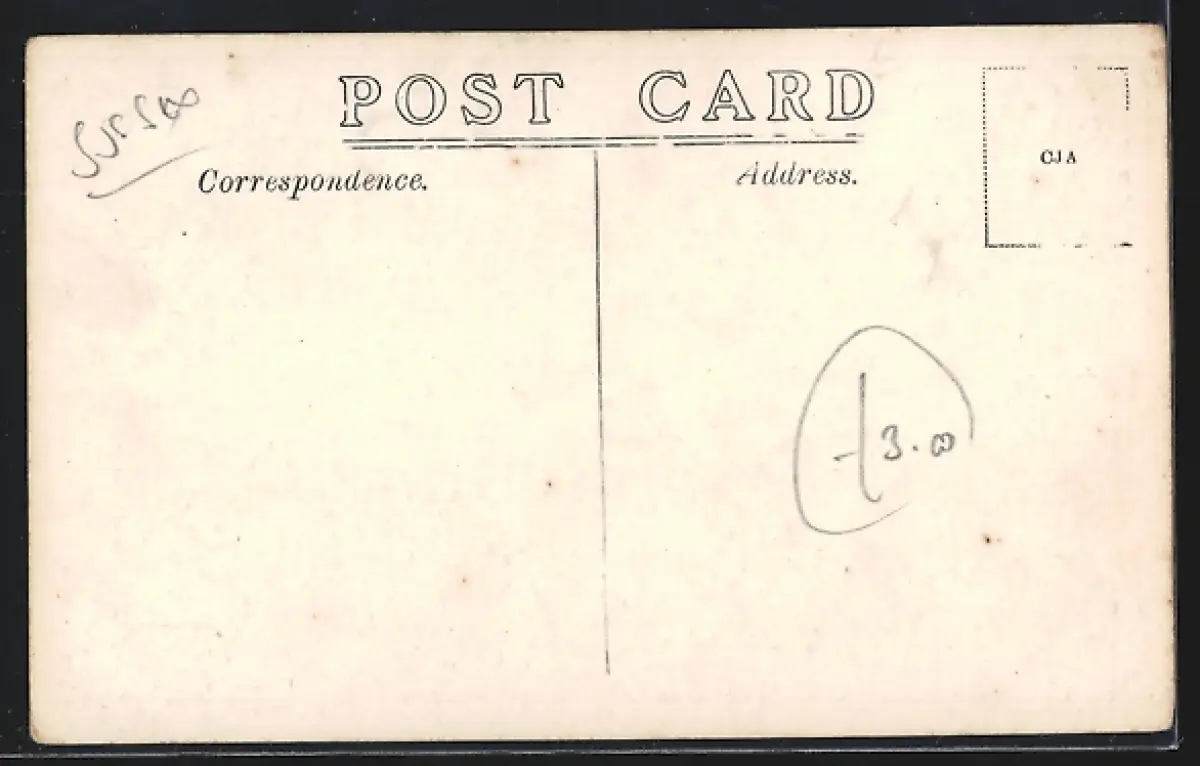 POST CARD
Correspondence.
Address.
CJA
3.00